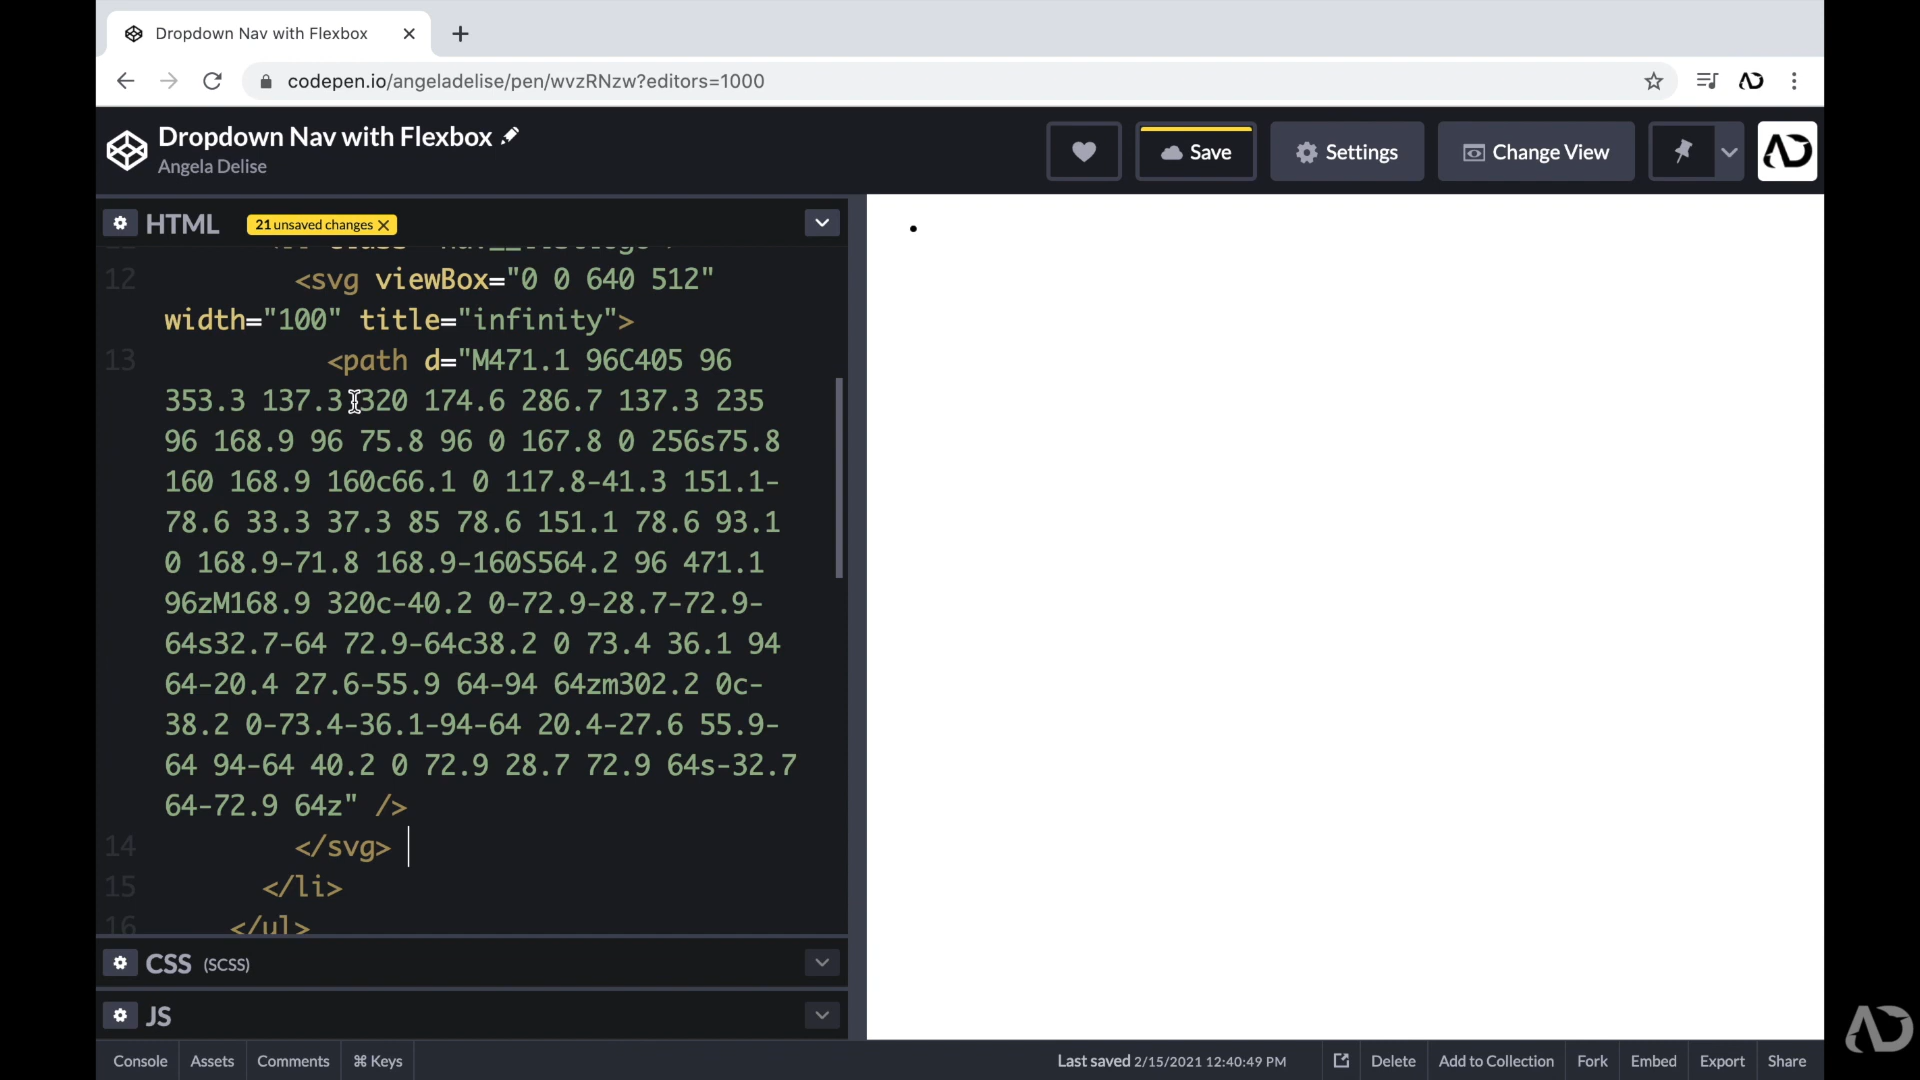 Dropdown Nav with Flexbox
codepen.io/angeladelise/pen/wvzRNzw?editors=1000
Dropdown Nav with Flexbox
Angela Delise
Save
Settings
Change View
HTML
21 unsaved changes
12 <svg viewBox="0 0 640 512"
width="100" title="infinity">
13 <path d="M471.1 96C405 96
353.3 137.3 320 174.6 286.7 137.3 235
96 168.9 96 75.8 96 0 167.8 0 256s75.8
160 168.9 160c66.1 0 117.8-41.3 151.1-
78.6 33.3 37.3 85 78.6 151.1 78.6 93.1
0 168.9-71.8 168.9-160S564.2 96 471.1
96zM168.9 320c-40.2 0-72.9-28.7-72.9-
64s32.7-64 72.9-64c38.2 0 73.4 36.1 94
64-20.4 27.6-55.9 64-94 64zm302.2 0c-
38.2 0-73.4-36.1-94-64 20.4-27.6 55.9-
64 94-64 40.2 0 72.9 28.7 72.9 64s-32.7
64-72.9 64z" />
14 </svg>
15 </li>
16 </ul>
CSS (SCSS)
JS
Console
Assets
Comments
⌘ Keys
Last saved 2/15/2021 12:40:49 PM
Delete
Add to Collection
Fork
Embed
Export
Share